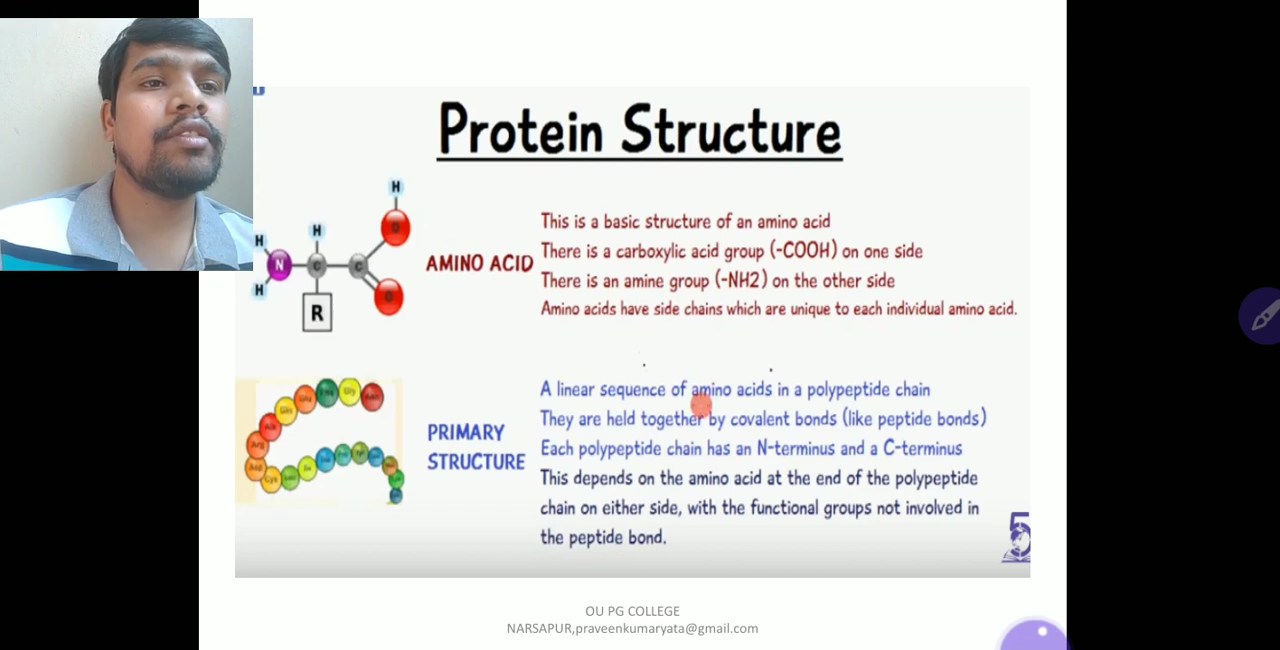 Protein Structure
H
H
H
N
C
C
O
O
H
R
AMINO ACID
This is a basic structure of an amino acid
There is a carboxylic acid group (-COOH) on one side
There is an amine group (-NH2) on the other side
Amino acids have side chains which are unique to each individual amino acid.
PRIMARY
STRUCTURE
A linear sequence of amino acids in a polypeptide chain
They are held together by covalent bonds (like peptide bonds)
Each polypeptide chain has an N-terminus and a C-terminus
This depends on the amino acid at the end of the polypeptide
chain on either side, with the functional groups not involved in
the peptide bond.
Gly
Cys
5
OU PG COLLEGE
NARSAPUR,praveenkumaryata@gmail.com